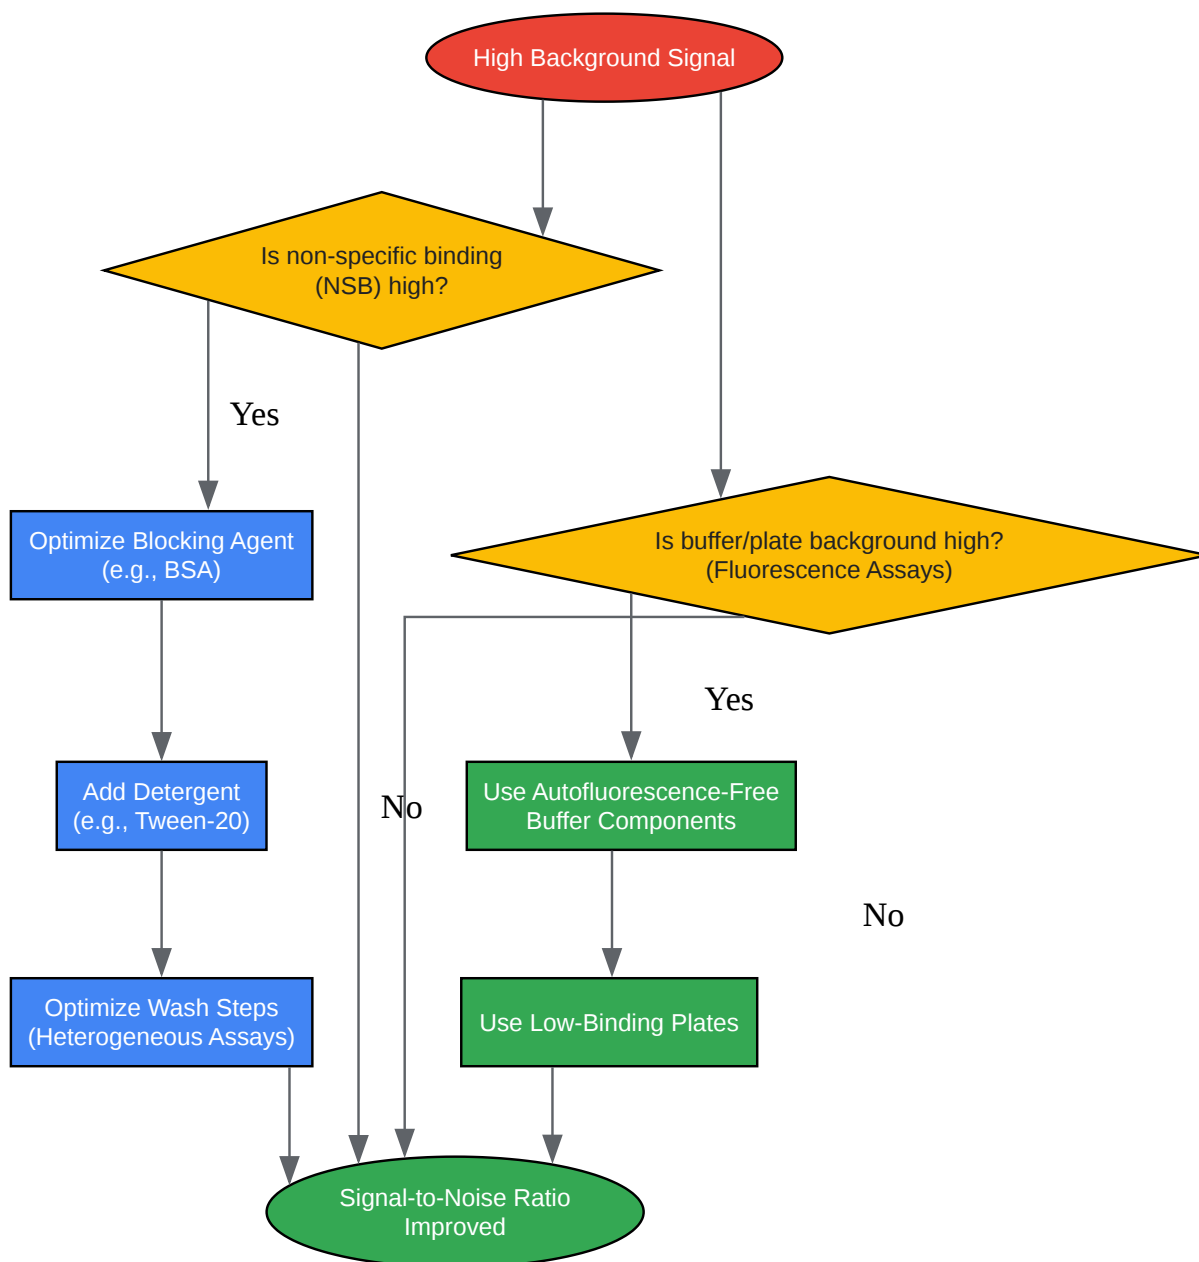 High Background Signal
Is non-specific binding
(NSB) high?
Yes
Optimize Blocking Agent
(e.g., BSA)
Is buffer/plate background high?
(Fluorescence Assays)
Yes
Add Detergent
(e.g., Tween-20)
No
Use Autofluorescence-Free
Buffer Components
No
Optimize Wash Steps
(Heterogeneous Assays)
Use Low-Binding Plates
Signal-to-Noise Ratio
Improved